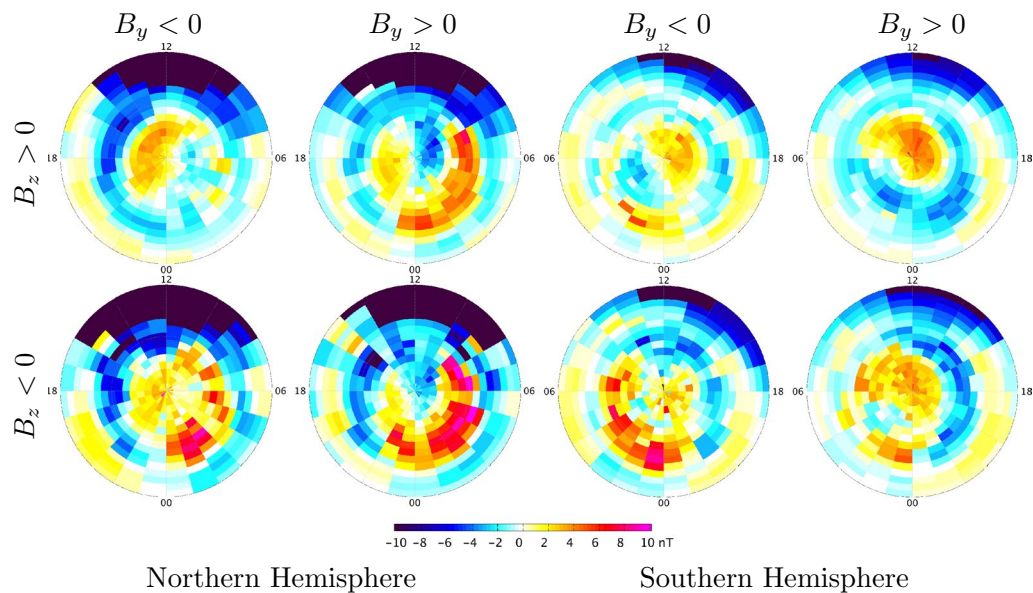 B_y < 0 B_y > 0 B_y < 0 B_y > 0
12 12 12 12
B_z > 0
18 06 18 06 06 18 06 18
00 00 00 00
12 12 12 12
B_z < 0
18 06 18 06 06 18 06 18
00 00 00 00
-10 -8 -6 -4 -2 0 2 4 6 8 10 nT
Northern Hemisphere Southern Hemisphere